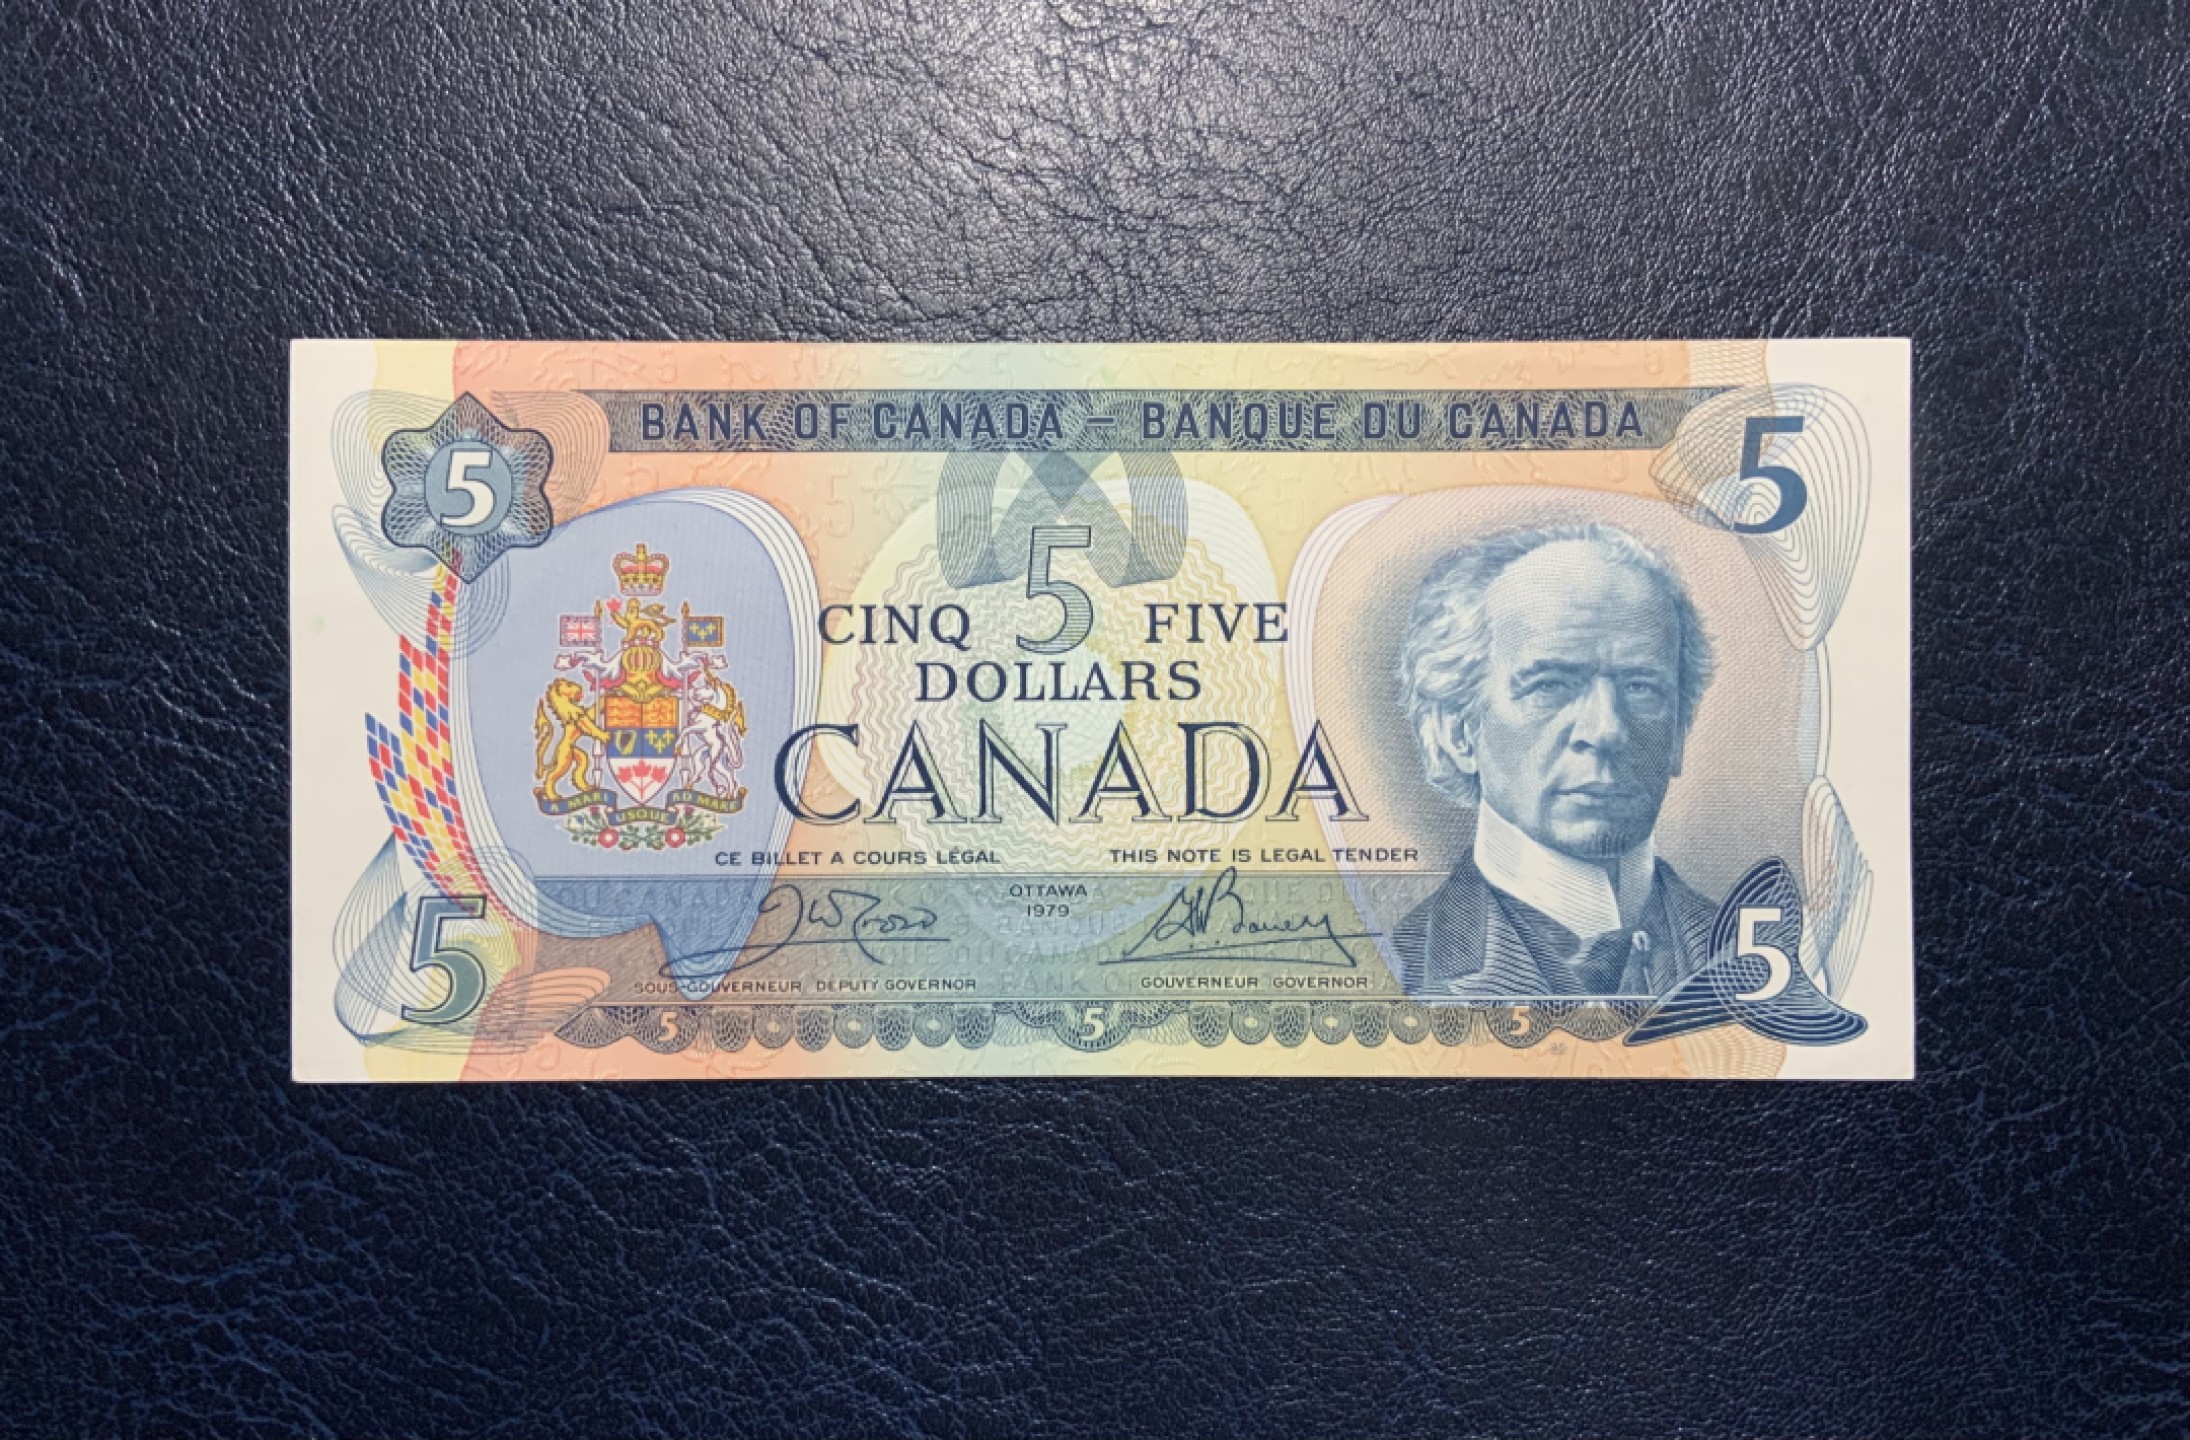 BANK OF CANADA – BANQUE DU CANADA
5 5
5
CINQ FIVE
DOLLARS
CANADA
A MARI USQUE AD MARE
CE BILLET A COURS LÉGAL THIS NOTE IS LEGAL TENDER
OTTAWA
1979
SOUS-GOUVERNEUR DEPUTY GOVERNOR GOUVERNEUR GOVERNOR
5 5
5 5 5